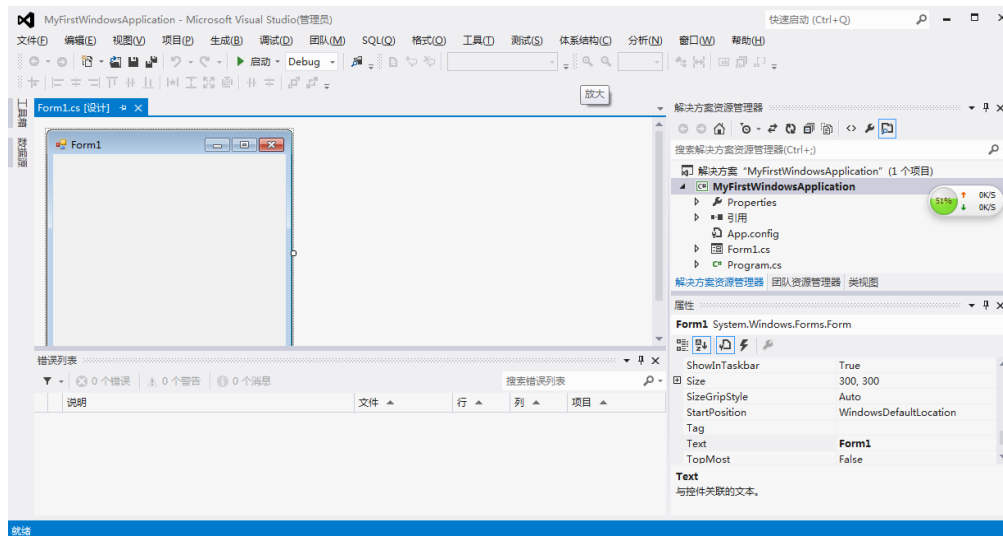 MyFirstWindowsApplication - Microsoft Visual Studio(管理员)
快速启动 (Ctrl+Q)
文件(F) 编辑(E) 视图(V) 项目(P) 生成(B) 调试(D) 团队(M) SQL(Q) 格式(O) 工具(T) 测试(S) 体系结构(C) 分析(N) 窗口(W) 帮助(H)
启动 Debug
放大
工具箱
数据源
Form1.cs [设计]
Form1
解决方案资源管理器
搜索解决方案资源管理器(Ctrl+;)
解决方案 "MyFirstWindowsApplication" (1 个项目)
MyFirstWindowsApplication
Properties
引用
App.config
Form1.cs
Program.cs
51%
0K/S
0K/S
解决方案资源管理器 团队资源管理器 类视图
属性
Form1 System.Windows.Forms.Form
ShowInTaskbar True
Size 300, 300
SizeGripStyle Auto
StartPosition WindowsDefaultLocation
Tag
Text Form1
TopMost False
Text
与控件关联的文本。
错误列表
0 个错误 0 个警告 0 个消息 搜索错误列表
说明 文件 行 列 项目
就绪